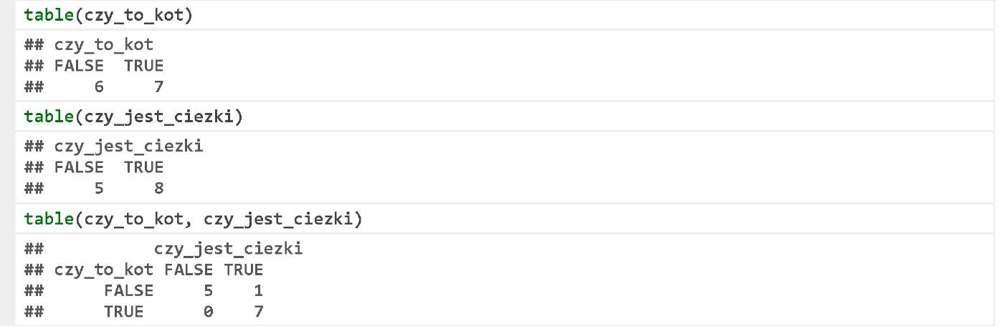 table(czy_to_kot)
## czy_to_kot
## FALSE  TRUE
##     6     7
table(czy_jest_ciezki)
## czy_jest_ciezki
## FALSE  TRUE
##     5     8
table(czy_to_kot, czy_jest_ciezki)
##           czy_jest_ciezki
## czy_to_kot FALSE TRUE
##      FALSE     5    1
##      TRUE      0    7